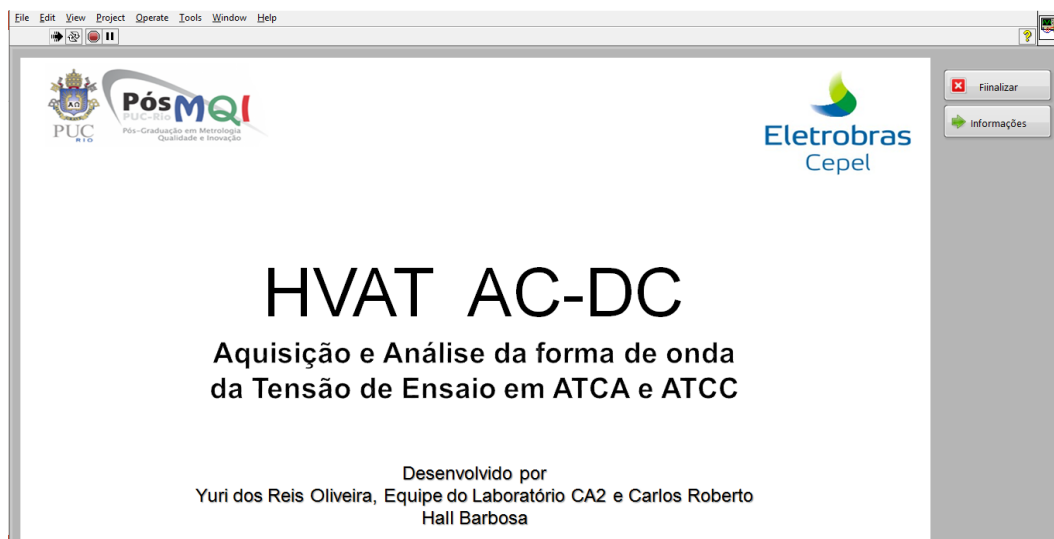 File Edit View Project Operate Tools Window Help
PUC
RIO
Pós MQI
PUC-Rio
Pós-Graduação em Metrologia
Qualidade e Inovação
Eletrobras
Cepel
Fiinalizar
Informações
HVAT AC-DC
Aquisição e Análise da forma de onda
da Tensão de Ensaio em ATCA e ATCC
Desenvolvido por
Yuri dos Reis Oliveira, Equipe do Laboratório CA2 e Carlos Roberto
Hall Barbosa